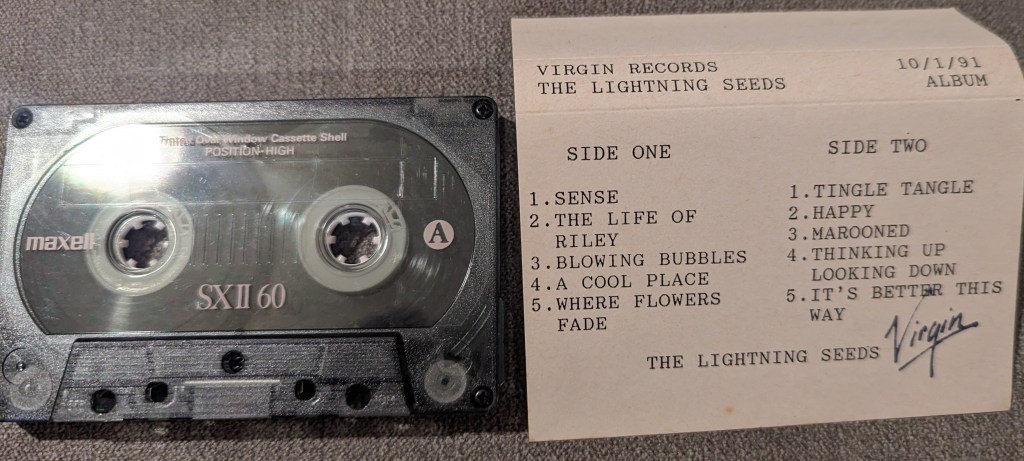 Dual Window Cassette Shell
POSITION-HIGH
maxell
A
SXII 60
VIRGIN RECORDS 10/1/91
THE LIGHTNING SEEDS ALBUM
SIDE ONE
1.SENSE
2.THE LIFE OF
RILEY
3.BLOWING BUBBLES
4.A COOL PLACE
5.WHERE FLOWERS
FADE
SIDE TWO
1.TINGLE TANGLE
2.HAPPY
3.MAROONED
4.THINKING UP
LOOKING DOWN
5.IT'S BETTER THIS
WAY
THE LIGHTNING SEEDS
Virgin